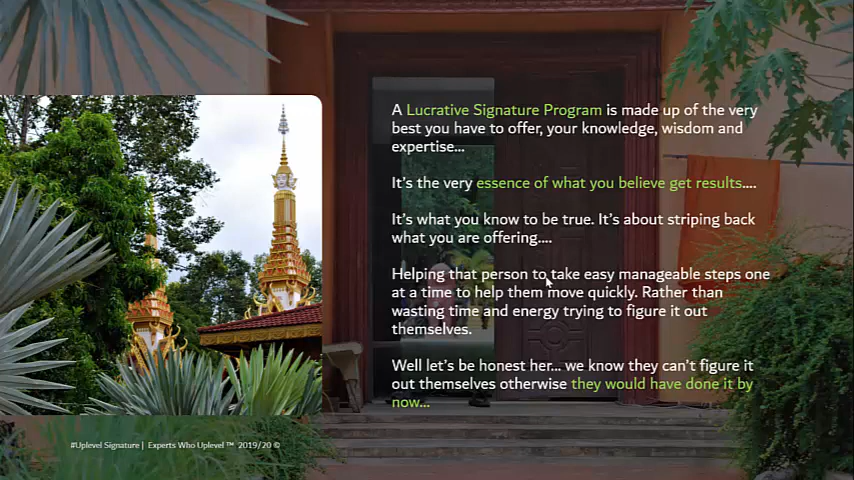 A Lucrative Signature Program is made up of the very
best you have to offer, your knowledge, wisdom and
expertise...
It's the very essence of what you believe get results....
It's what you know to be true. It's about striping back
what you are offering....
Helping that person to take easy manageable steps one
at a time to help them move quickly. Rather than
wasting time and energy trying to figure it out
themselves.
Well let's be honest her... we know they can't figure it
out themselves otherwise they would have done it by
now...
#Uplevel Signature | Experts Who Uplevel ™ 2019/20 ©